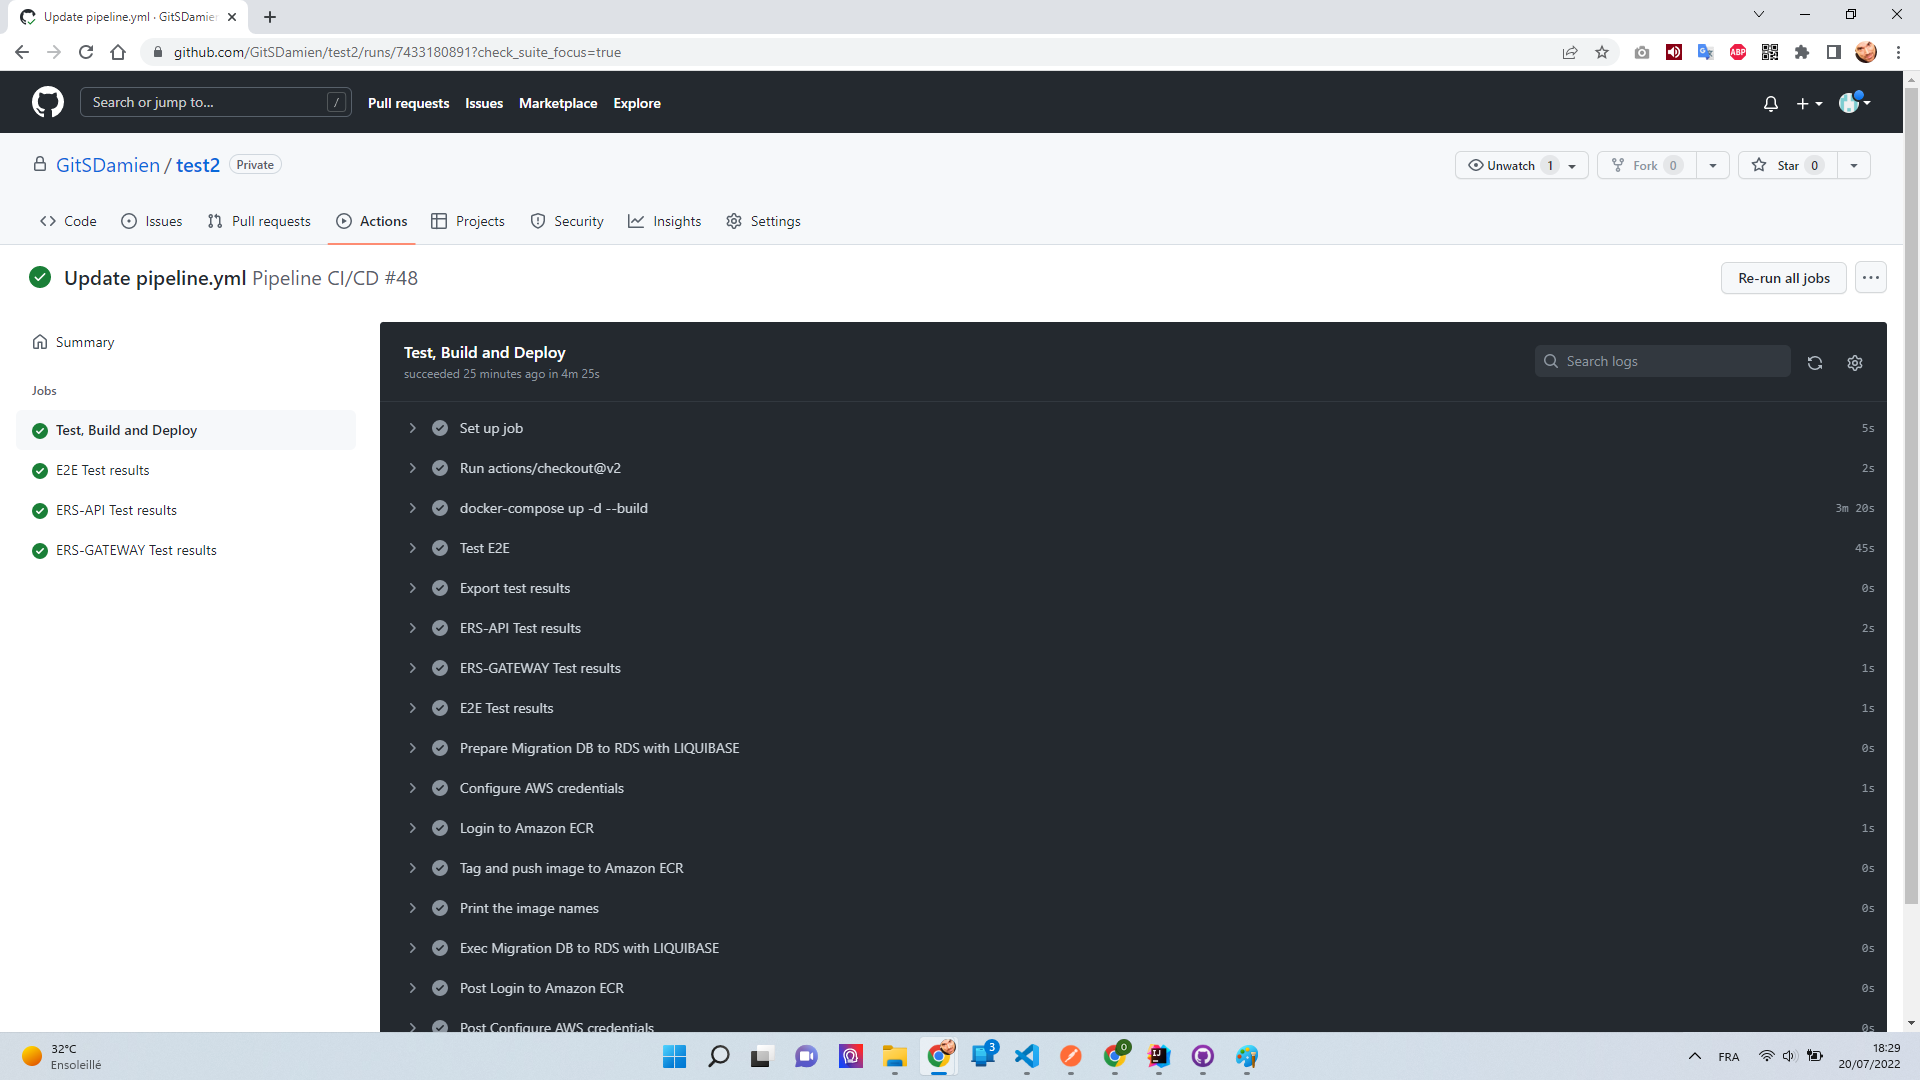 Update pipeline.yml · GitSDamien
github.com/GitSDamien/test2/runs/7433180891?check_suite_focus=true
ABP
Search or jump to...
/
Pull requests
Issues
Marketplace
Explore
GitSDamien / test2
Private
Unwatch 1
Fork 0
Star 0
Code
Issues
Pull requests
Actions
Projects
Security
Insights
Settings
Update pipeline.yml Pipeline CI/CD #48
Re-run all jobs
Summary
Jobs
Test, Build and Deploy
E2E Test results
ERS-API Test results
ERS-GATEWAY Test results
Test, Build and Deploy
succeeded 25 minutes ago in 4m 25s
Search logs
Set up job 5s
Run actions/checkout@v2 2s
docker-compose up -d --build 3m 20s
Test E2E 45s
Export test results 0s
ERS-API Test results 2s
ERS-GATEWAY Test results 1s
E2E Test results 1s
Prepare Migration DB to RDS with LIQUIBASE 0s
Configure AWS credentials 1s
Login to Amazon ECR 1s
Tag and push image to Amazon ECR 0s
Print the image names 0s
Exec Migration DB to RDS with LIQUIBASE 0s
Post Login to Amazon ECR 0s
Post Configure AWS credentials 0s
32°C
Ensoleillé
3
0
IJ
FRA
18:29
20/07/2022